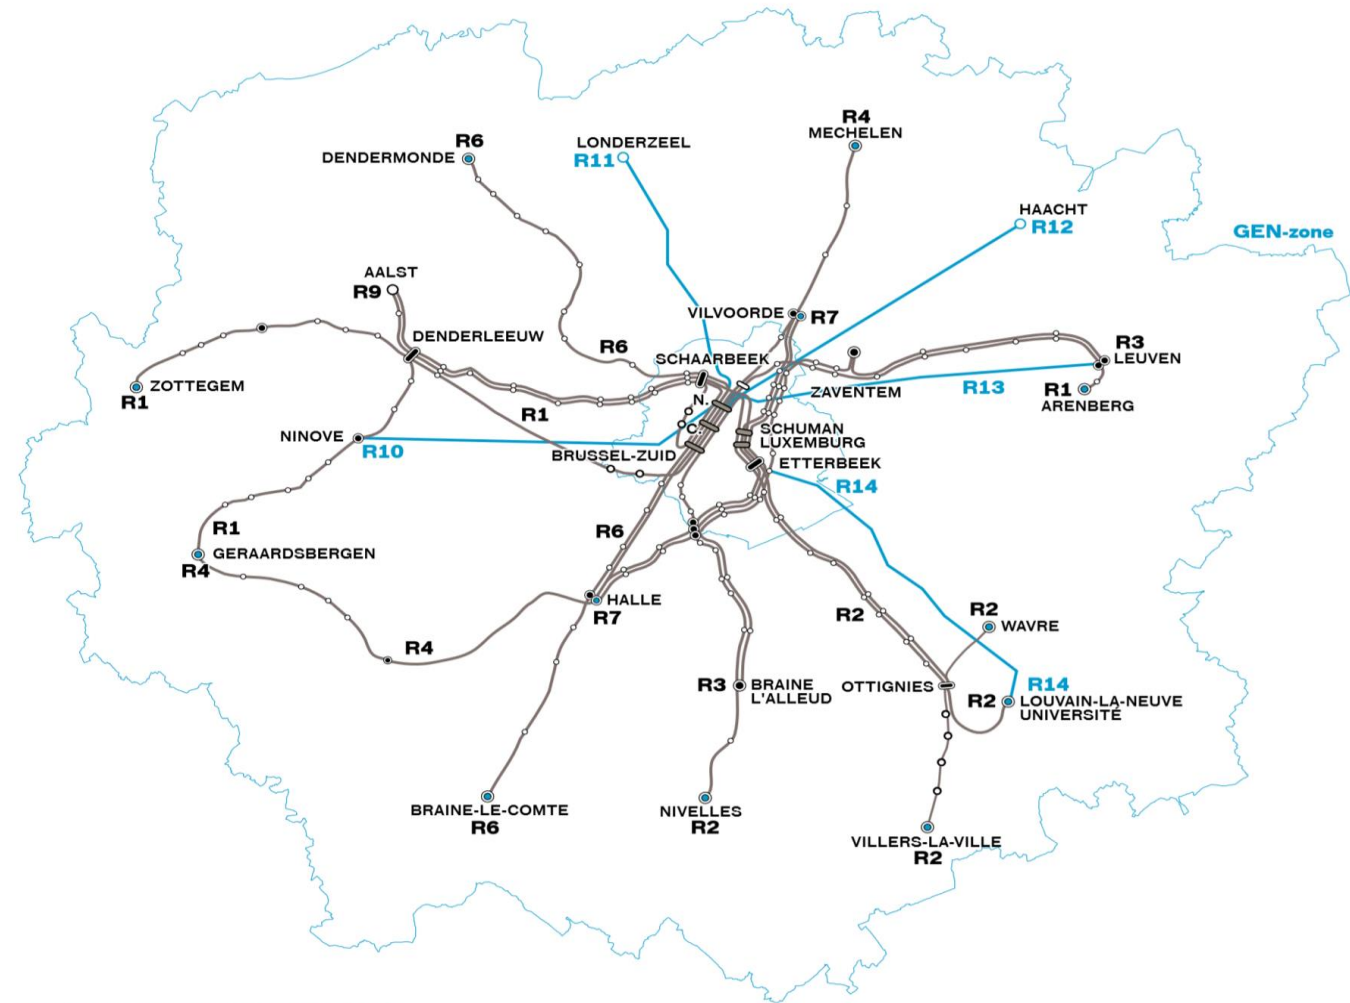 R4
MECHELEN
R6
DENDERMONDE
LONDERZEEL
R11
HAACHT
R12
GEN-zone
AALST
R9
VILVOORDE
R7
DENDERLEEUW
R6
SCHAARBEEK
R3
LEUVEN
ZOTTEGEM
R1
R13
R1
ARENBERG
ZAVENTEM
N.
R1
C.
SCHUMAN
LUXEMBURG
NINOVE
R10
BRUSSEL-ZUID
ETTERBEEK
R14
R1
R6
GERAARDSBERGEN
R4
HALLE
R7
R2
R2
WAVRE
R4
R3
BRAINE
L'ALLEUD
OTTIGNIES
R14
R2
LOUVAIN-LA-NEUVE
UNIVERSITÉ
BRAINE-LE-COMTE
R6
NIVELLES
R2
VILLERS-LA-VILLE
R2